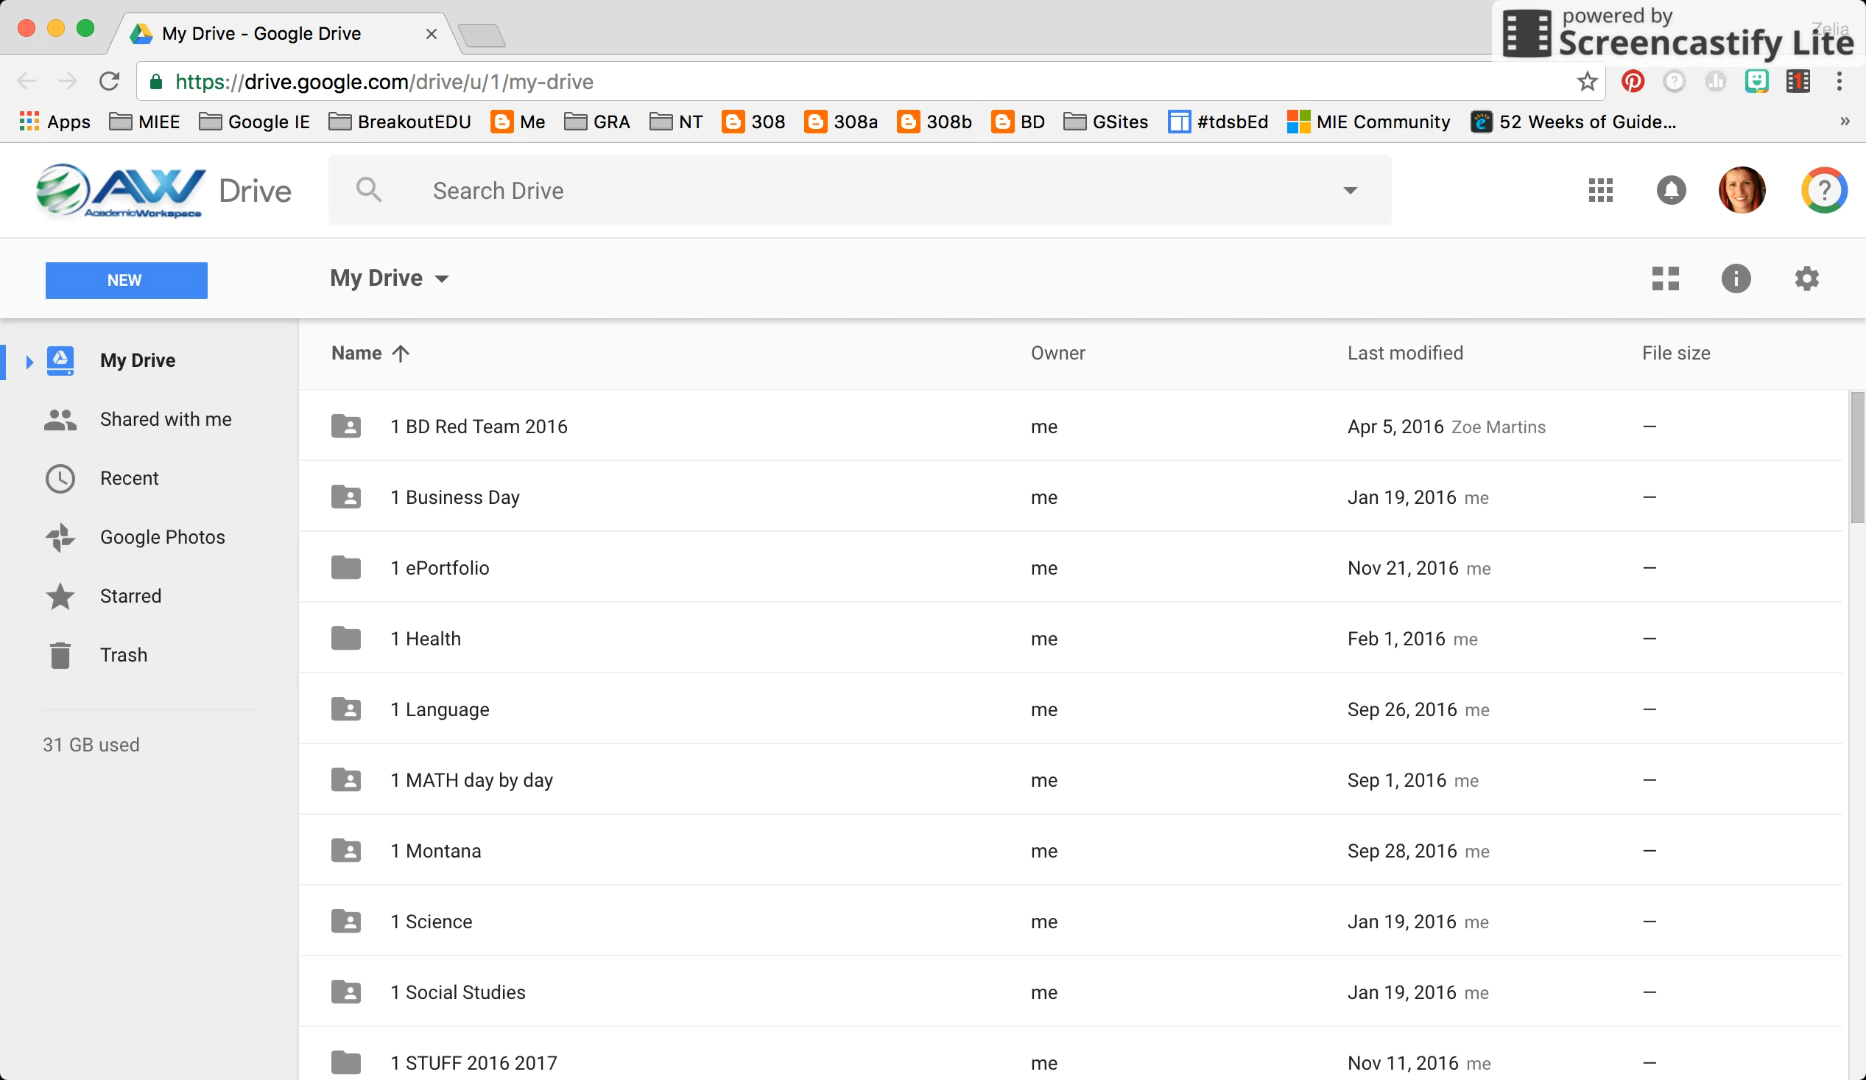 My Drive - Google Drive
powered by
Zelia
Screencastify Lite
https://drive.google.com/drive/u/1/my-drive
Apps MIEE Google IE BreakoutEDU Me GRA NT 308 308a 308b BD GSites #tdsbEd MIE Community 52 Weeks of Guide... »
AW AcademicWorkspace Drive Search Drive ?
NEW My Drive
My Drive
Shared with me
Recent
Google Photos
Starred
Trash
31 GB used
Name Owner Last modified File size
1 BD Red Team 2016 me Apr 5, 2016 Zoe Martins —
1 Business Day me Jan 19, 2016 me —
1 ePortfolio me Nov 21, 2016 me —
1 Health me Feb 1, 2016 me —
1 Language me Sep 26, 2016 me —
1 MATH day by day me Sep 1, 2016 me —
1 Montana me Sep 28, 2016 me —
1 Science me Jan 19, 2016 me —
1 Social Studies me Jan 19, 2016 me —
1 STUFF 2016 2017 me Nov 11, 2016 me —